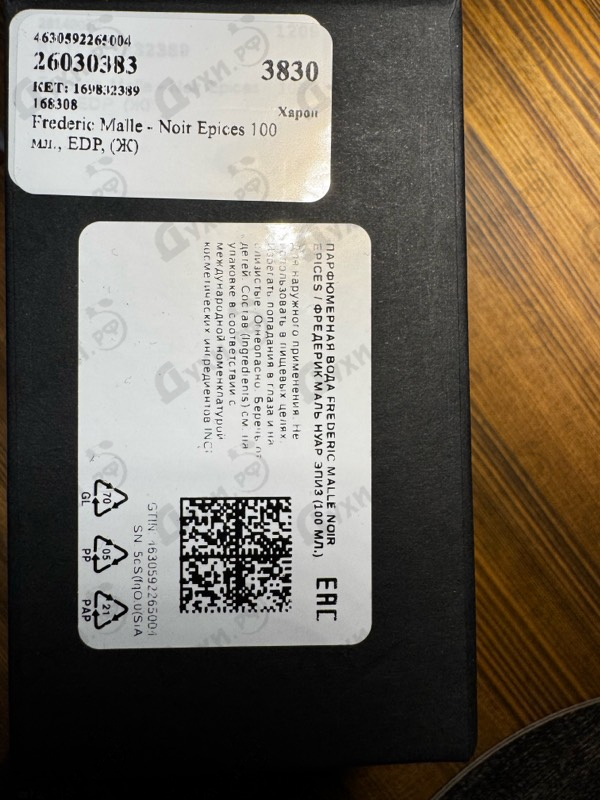 4630592265004
26030383
3830
КЕТ: 169832389
168308
Харон
Frederic Malle - Noir Epices 100
мл., EDP, (Ж)
ПАРФЮМЕРНАЯ ВОДА FREDERIC MALLE NOIR
EPICES / ФРЕДЕРИК МАЛЬ НУАР ЭПИЗ (100 МЛ.)
Для наружного применения. Не
использовать в пищевых целях.
Избегать попадания в глаза и на
слизистые. Огнеопасно. Беречь от
детей. Состав (Ingredients) см. на
упаковке в соответствии с
международной номенклатурой
косметических ингредиентов INCI
EAC
GTIN 4630592265004
SN
70
GL
05
PP
21
PAP
Духи.рф